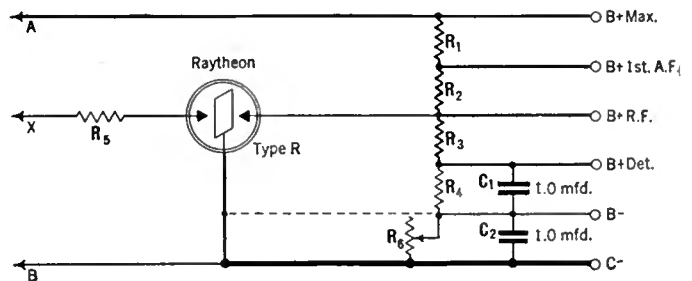 A
B+Max.
R1
B+1st. A.F.
Raytheon
R2
X
R5
B+R.F.
Type R
R3
B+Det.
C1
1.0 mfd.
R4
B-
R6
C2
1.0 mfd.
B
C-